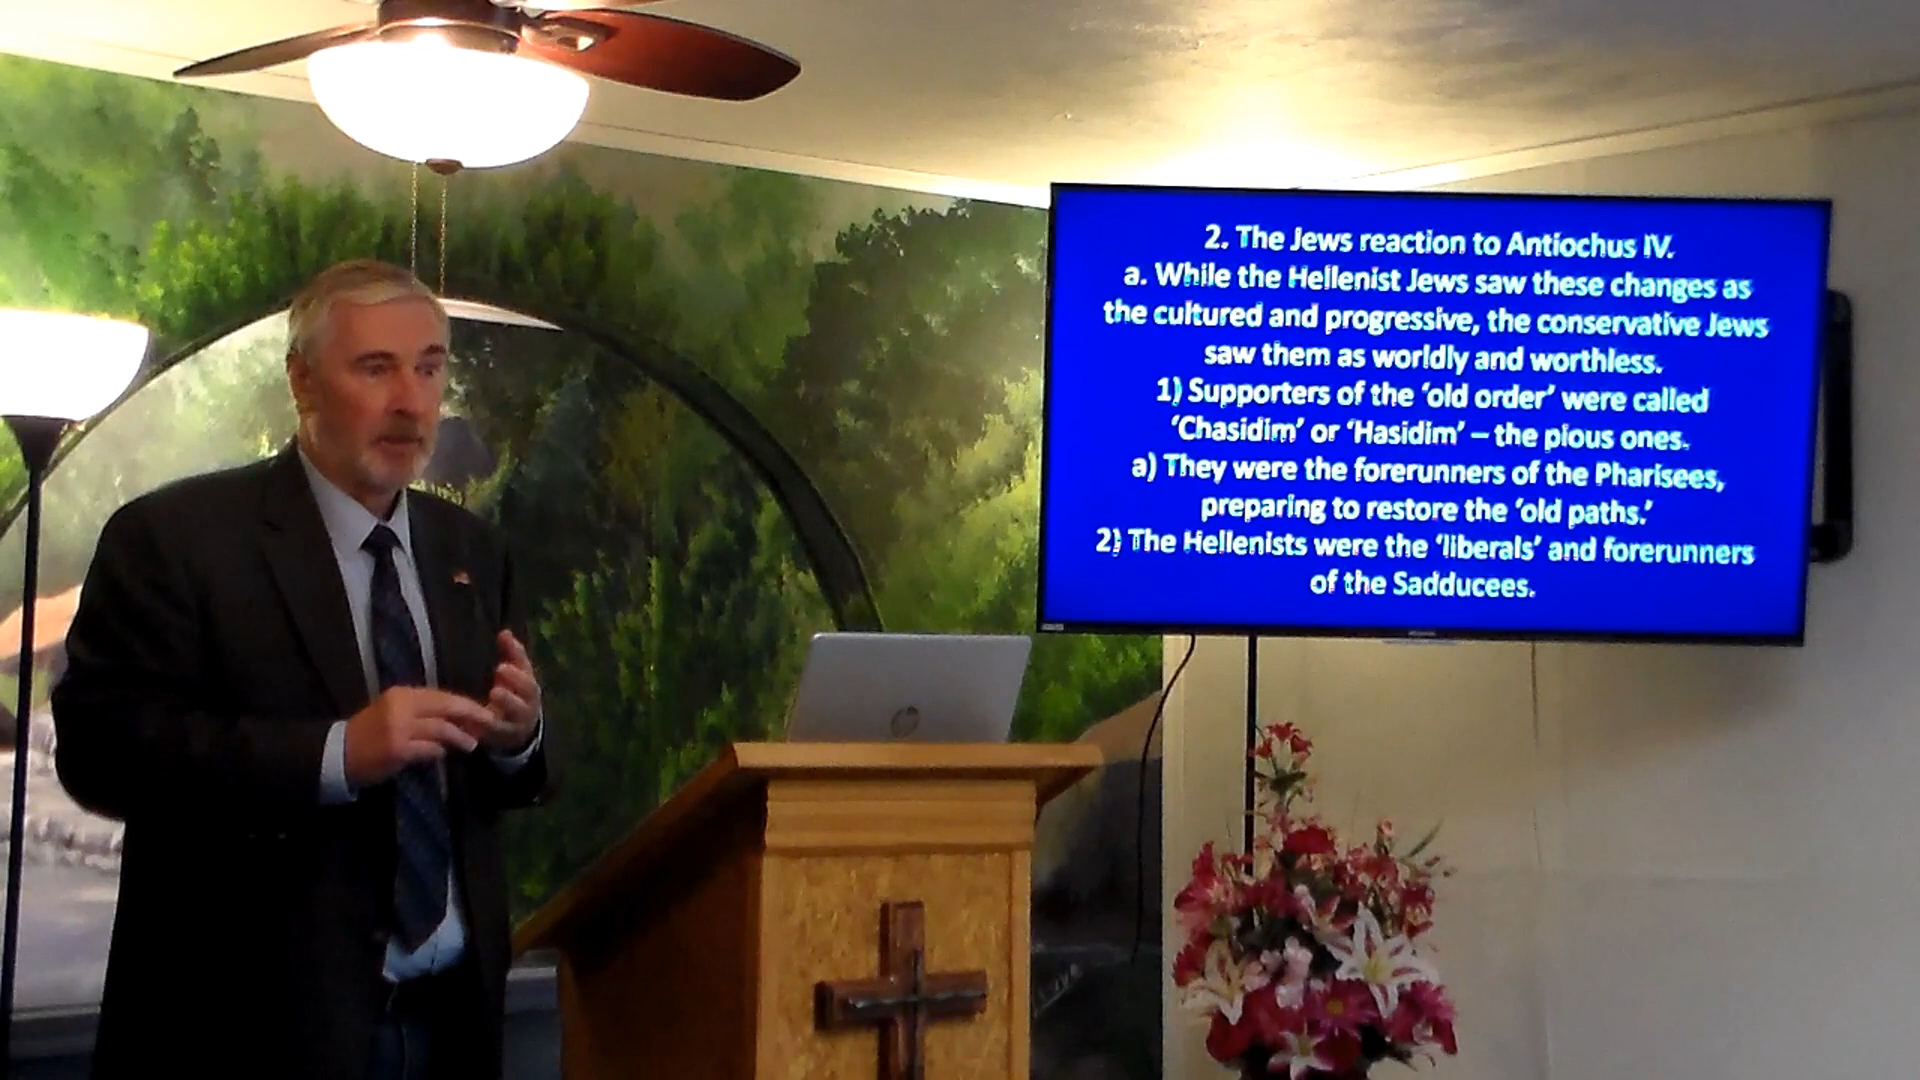 2. The Jews reaction to Antiochus IV.
a. While the Hellenist Jews saw these changes as
the cultured and progressive, the conservative Jews
saw them as worldly and worthless.
1) Supporters of the 'old order' were called
'Chasidim' or 'Hasidim' – the pious ones.
a) They were the forerunners of the Pharisees,
preparing to restore the 'old paths.'
2) The Hellenists were the 'liberals' and forerunners
of the Sadducees.